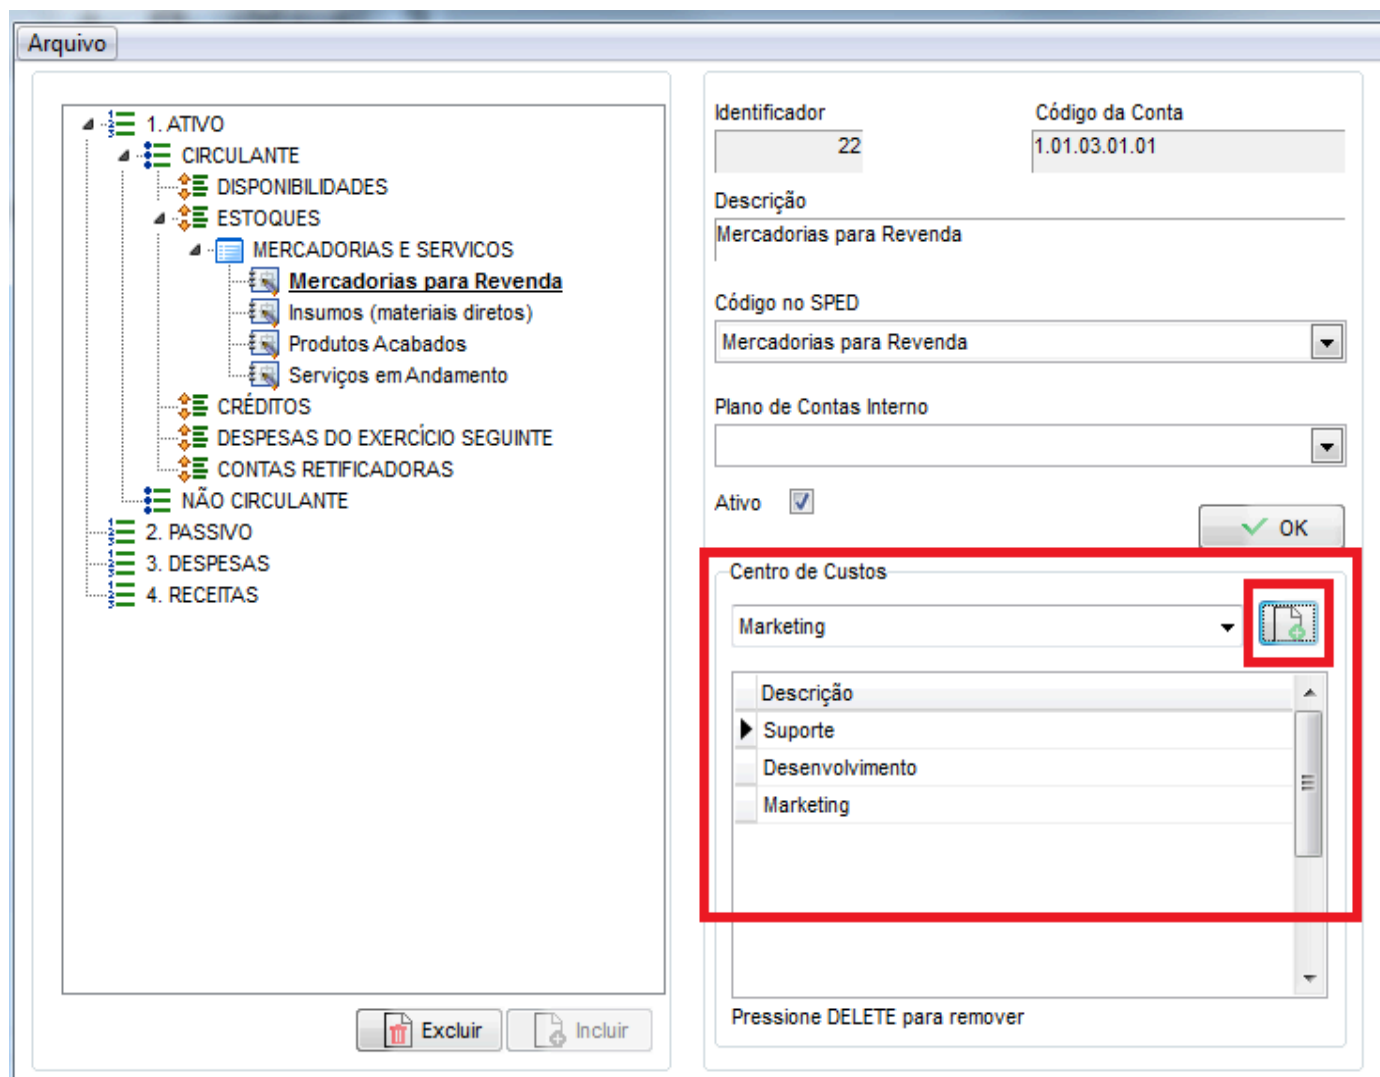 Arquivo
1. ATIVO
CIRCULANTE
DISPONIBILIDADES
ESTOQUES
MERCADORIAS E SERVICOS
Mercadorias para Revenda
Insumos (materiais diretos)
Produtos Acabados
Serviços em Andamento
CRÉDITOS
DESPESAS DO EXERCÍCIO SEGUINTE
CONTAS RETIFICADORAS
NÃO CIRCULANTE
2. PASSIVO
3. DESPESAS
4. RECEITAS
Excluir
Incluir
Identificador
22
Código da Conta
1.01.03.01.01
Descrição
Mercadorias para Revenda
Código no SPED
Mercadorias para Revenda
Plano de Contas Interno
Ativo
OK
Centro de Custos
Marketing
Descrição
Suporte
Desenvolvimento
Marketing
Pressione DELETE para remover